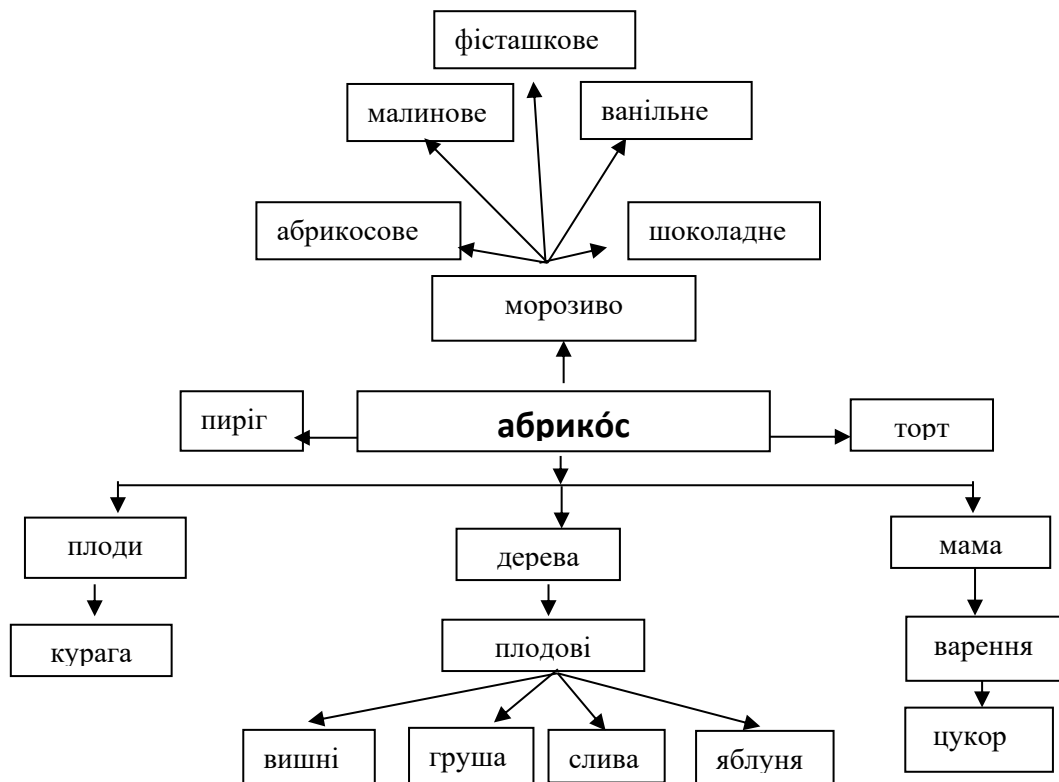 фісташкове
малинове
ванільне
абрикосове
шоколадне
морозиво
пиріг
абрико́с
торт
плоди
дерева
мама
курага
плодові
варення
вишні
груша
слива
яблуня
цукор